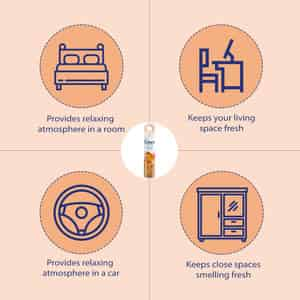 Provides relaxing
atmosphere in a room
Keeps your living
space fresh
Provides relaxing
atmosphere in a car
Keeps close spaces
smelling fresh